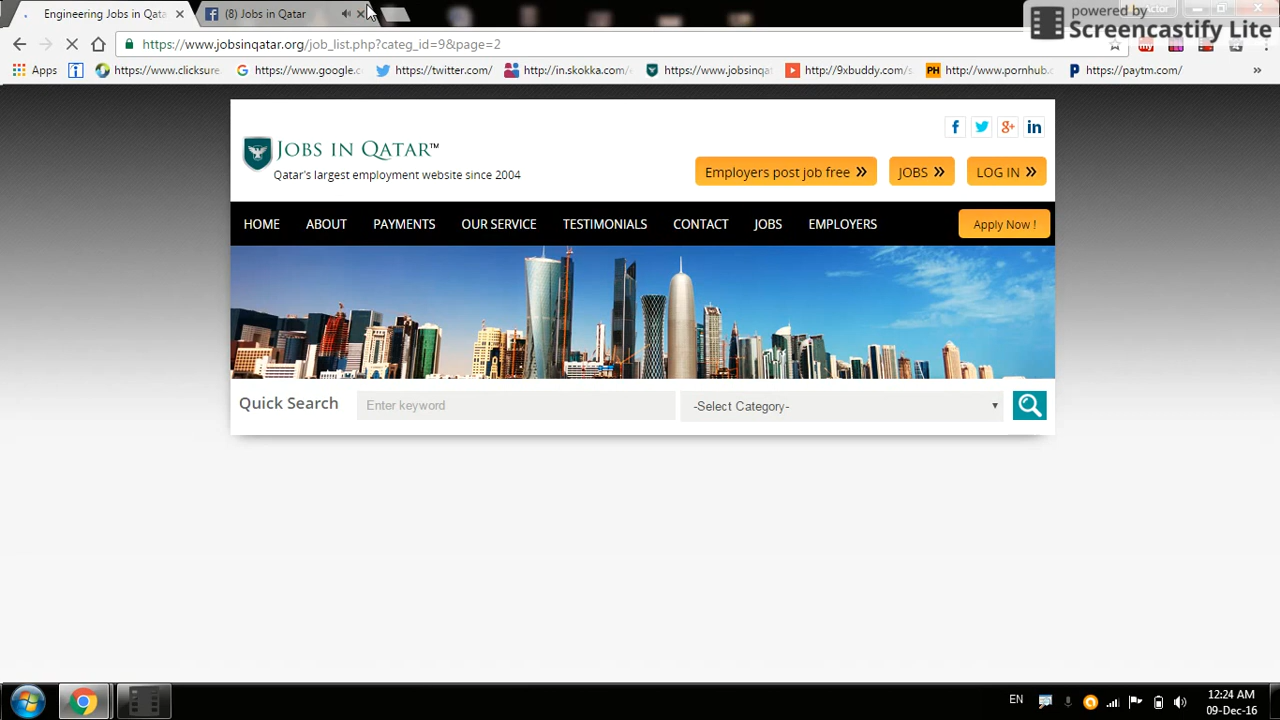 Engineering Jobs in Qata
(8) Jobs in Qatar
powered by
Screencastify Lite
https://www.jobsinqatar.org/job_list.php?categ_id=9&page=2
Apps
https://www.clicksure.
https://www.google.c
https://twitter.com/
http://in.skokka.com/
https://www.jobsinqat
http://9xbuddy.com/s
PH
http://www.pornhub.c
https://paytm.com/
JOBS IN QATAR™
Qatar's largest employment website since 2004
Employers post job free »
JOBS »
LOG IN »
HOME
ABOUT
PAYMENTS
OUR SERVICE
TESTIMONIALS
CONTACT
JOBS
EMPLOYERS
Apply Now !
Quick Search
Enter keyword
-Select Category-
EN
12:24 AM
09-Dec-16